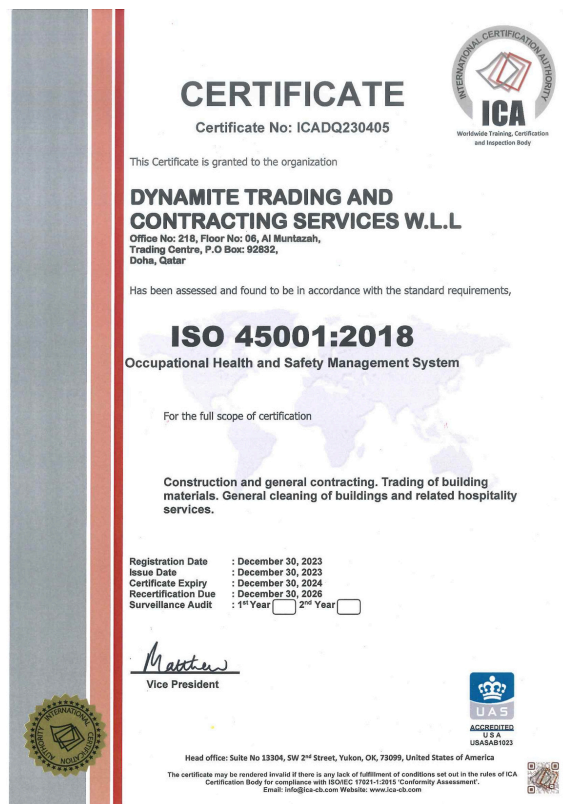 INTERNATIONAL CERTIFICATION AUTHORITY
ICA
Worldwide Training, Certification
and Inspection Body
CERTIFICATE
Certificate No: ICADQ230405
This Certificate is granted to the organization
DYNAMITE TRADING AND
CONTRACTING SERVICES W.L.L
Office No: 218, Floor No: 06, Al Muntazah,
Trading Centre, P.O Box: 92832,
Doha, Qatar
Has been assessed and found to be in accordance with the standard requirements,
ISO 45001:2018
Occupational Health and Safety Management System
For the full scope of certification
Construction and general contracting. Trading of building
materials. General cleaning of buildings and related hospitality
services.
Registration Date : December 30, 2023
Issue Date : December 30, 2023
Certificate Expiry : December 30, 2024
Recertification Due : December 30, 2026
Surveillance Audit : 1st Year 2nd Year
Matthew
Vice President
INTERNATIONAL CERTIFICATION AUTHORITY
UAS
ACCREDITED
USA
USASAB1023
Head office: Suite No 13304, SW 2nd Street, Yukon, OK, 73099, United States of America
The certificate may be rendered invalid if there is any lack of fulfillment of conditions set out in the rules of ICA
Certification Body for compliance with ISO/IEC 17021-1:2015 'Conformity Assessment'.
Email: info@ica-cb.com Website: www.ica-cb.com